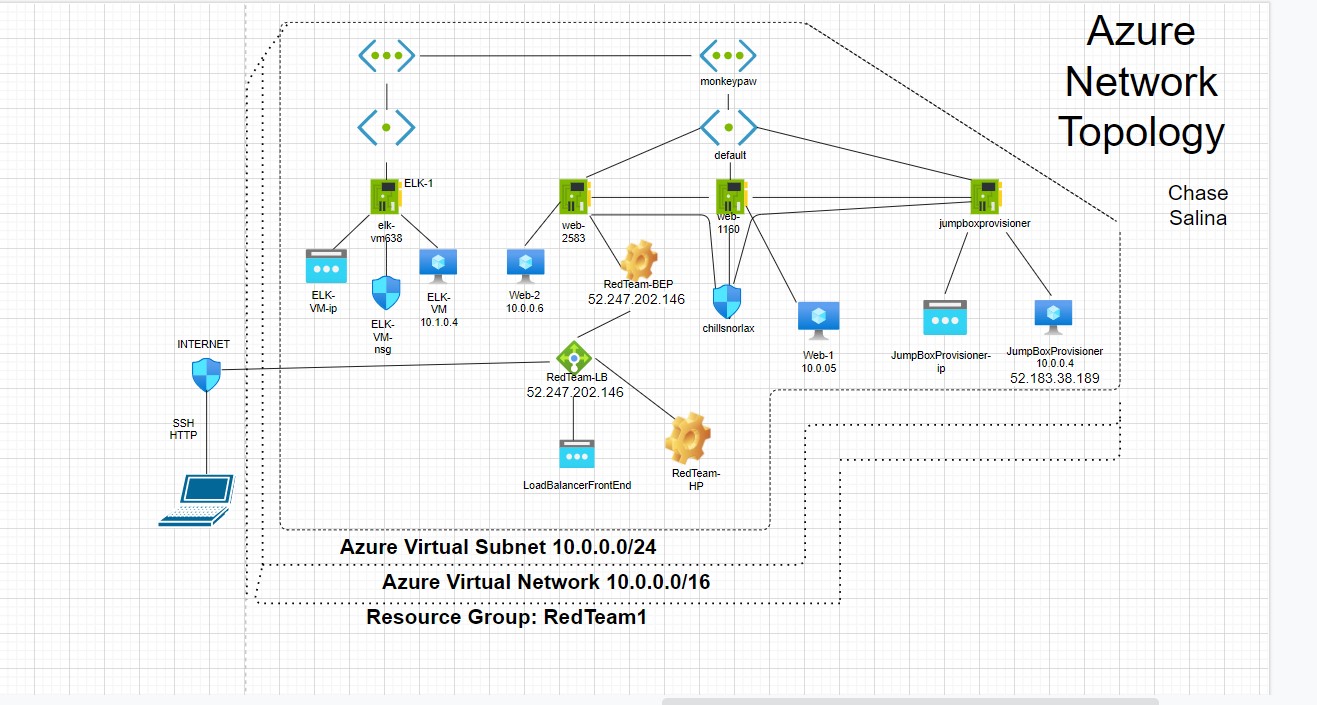 Azure
Network
Topology
Chase
Salina
monkeypaw
default
ELK-1
elk-
vm638
web-
2583
web-
1160
jumpboxprovisioner
ELK-
VM-ip
ELK-
VM-
nsg
ELK-
VM
10.1.0.4
Web-2
10.0.0.6
RedTeam-BEP
52.247.202.146
chillsnorlax
Web-1
10.0.05
JumpBoxProvisioner-
ip
JumpBoxProvisioner
10.0.0.4
52.183.38.189
INTERNET
SSH
HTTP
RedTeam-LB
52.247.202.146
LoadBalancerFrontEnd
RedTeam-
HP
Azure Virtual Subnet 10.0.0.0/24
Azure Virtual Network 10.0.0.0/16
Resource Group: RedTeam1